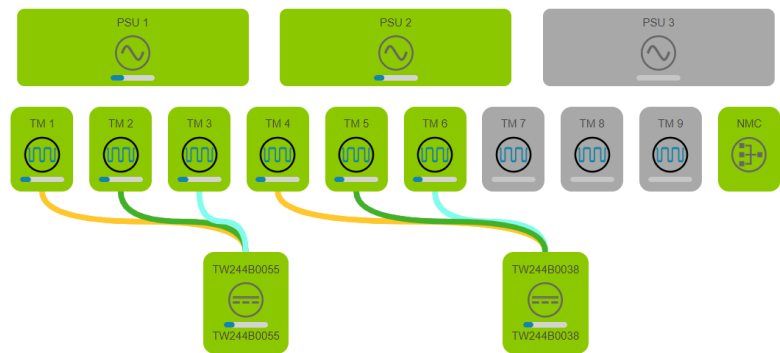 PSU 1
PSU 2
PSU 3
TM 1
TM 2
TM 3
TM 4
TM 5
TM 6
TM 7
TM 8
TM 9
NMC
TW244B0055
TW244B0038
TW244B0055
TW244B0038